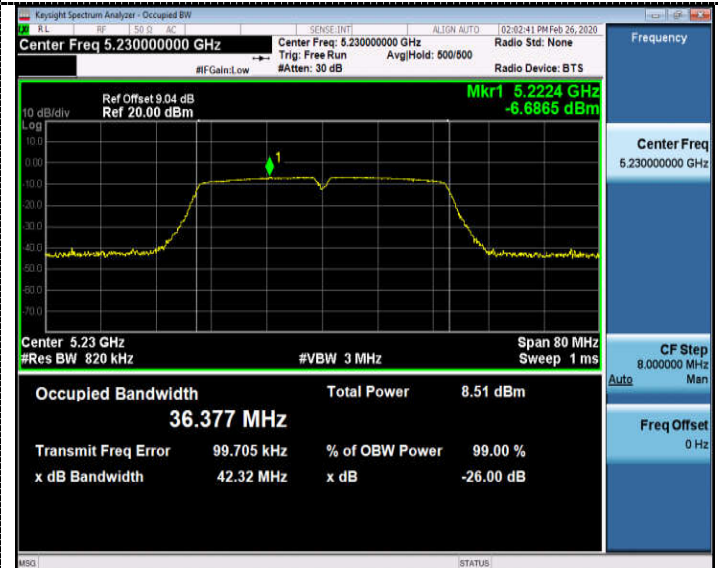 Keysight Spectrum Analyzer - Occupied BW
RL RF 50 Ω AC SENSE:INT ALIGN AUTO 02:02:41 PM Feb 26, 2020
Center Freq 5.230000000 GHz
Center Freq: 5.230000000 GHz
Radio Std: None
Trig: Free Run Avg|Hold: 500/500
#IFGain:Low #Atten: 30 dB Radio Device: BTS
Frequency
Mkr1 5.2224 GHz
-6.6865 dBm
Ref Offset 9.04 dB
10 dB/div Ref 20.00 dBm
Log
10.0
0.00
-10.0
-20.0
-30.0
-40.0
-50.0
-60.0
-70.0
1
Center 5.23 GHz Span 80 MHz
#Res BW 820 kHz #VBW 3 MHz Sweep 1 ms
Occupied Bandwidth Total Power 8.51 dBm
36.377 MHz
Transmit Freq Error 99.705 kHz % of OBW Power 99.00 %
x dB Bandwidth 42.32 MHz x dB -26.00 dB
Center Freq
5.230000000 GHz
CF Step
8.000000 MHz
Auto Man
Freq Offset
0 Hz
MSG STATUS